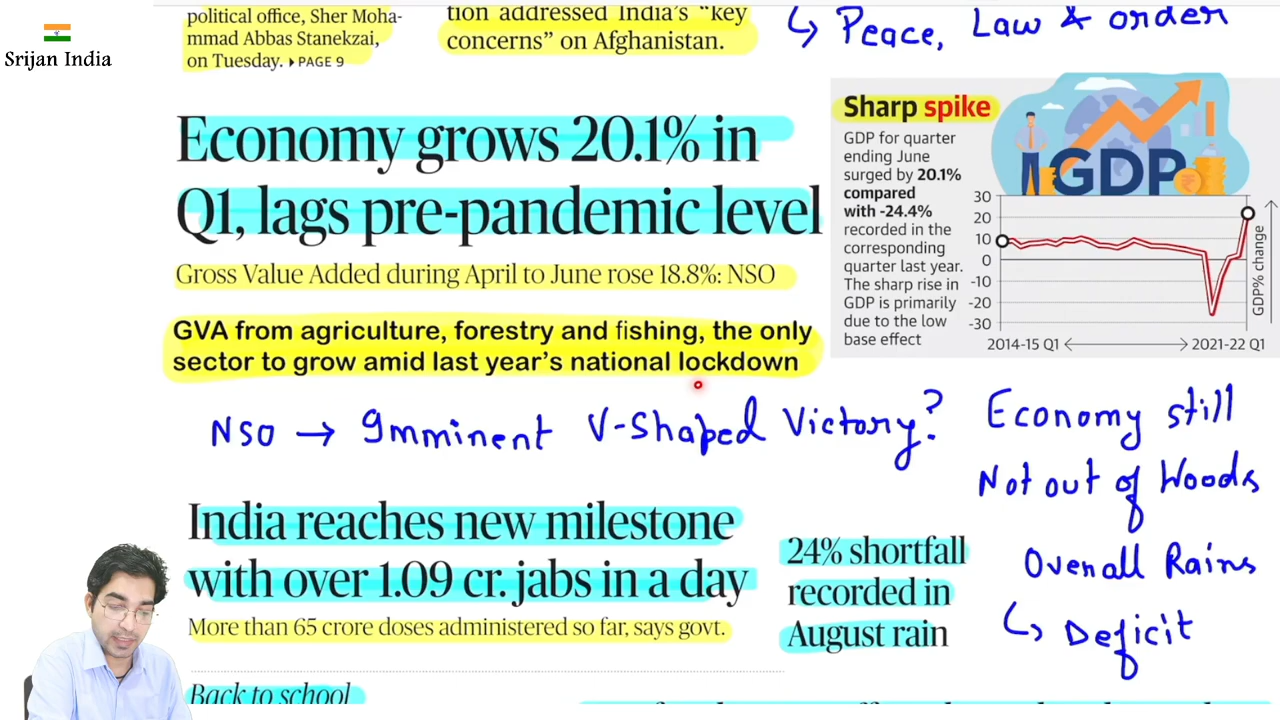 Srijan India
political office, Sher Moha-
mmad Abbas Stanekzai,
on Tuesday. PAGE 9
tion addressed India's “key
concerns” on Afghanistan.
Peace, Law & order
Economy grows 20.1% in
Q1, lags pre-pandemic level
Gross Value Added during April to June rose 18.8%: NSO
GVA from agriculture, forestry and fishing, the only
sector to grow amid last year's national lockdown
Sharp spike
GDP for quarter
ending June
surged by 20.1%
compared
with -24.4%
recorded in the
corresponding
quarter last year.
The sharp rise in
GDP is primarily
due to the low
base effect
GDP
30
20
10
0
-10
-20
-30
GDP% change
2014-15 Q1
2021-22 Q1
NSO → Imminent V-Shaped Victory?
Economy still
Not out of Woods
India reaches new milestone
with over 1.09 cr. jabs in a day
More than 65 crore doses administered so far, says govt.
24% shortfall
recorded in
August rain
Overall Rains
Deficit
Back to school